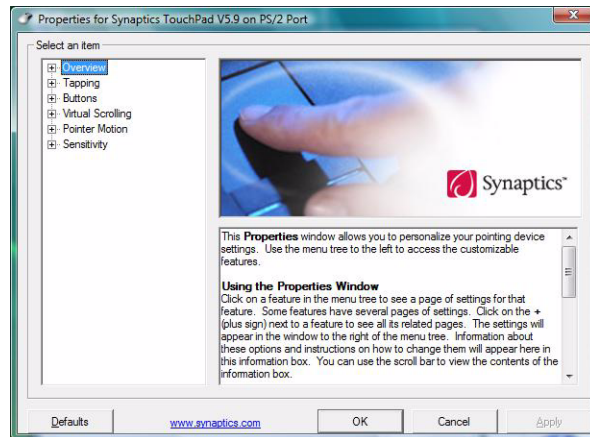 Properties for Synaptics TouchPad V5.9 on PS/2 Port
Select an item
Overview
Tapping
Buttons
Virtual Scrolling
Pointer Motion
Sensitivity
Synaptics™
This Properties window allows you to personalize your pointing device
settings. Use the menu tree to the left to access the customizable
features.
Using the Properties Window
Click on a feature in the menu tree to see a page of settings for that
feature. Some features have several pages of settings. Click on the +
(plus sign) next to a feature to see all its related pages. The settings will
appear in the window to the right of the menu tree. Information about
these options and instructions on how to change them will appear here in
this information box. You can use the scroll bar to view the contents of the
information box.
Defaults
www.synaptics.com
OK
Cancel
Apply